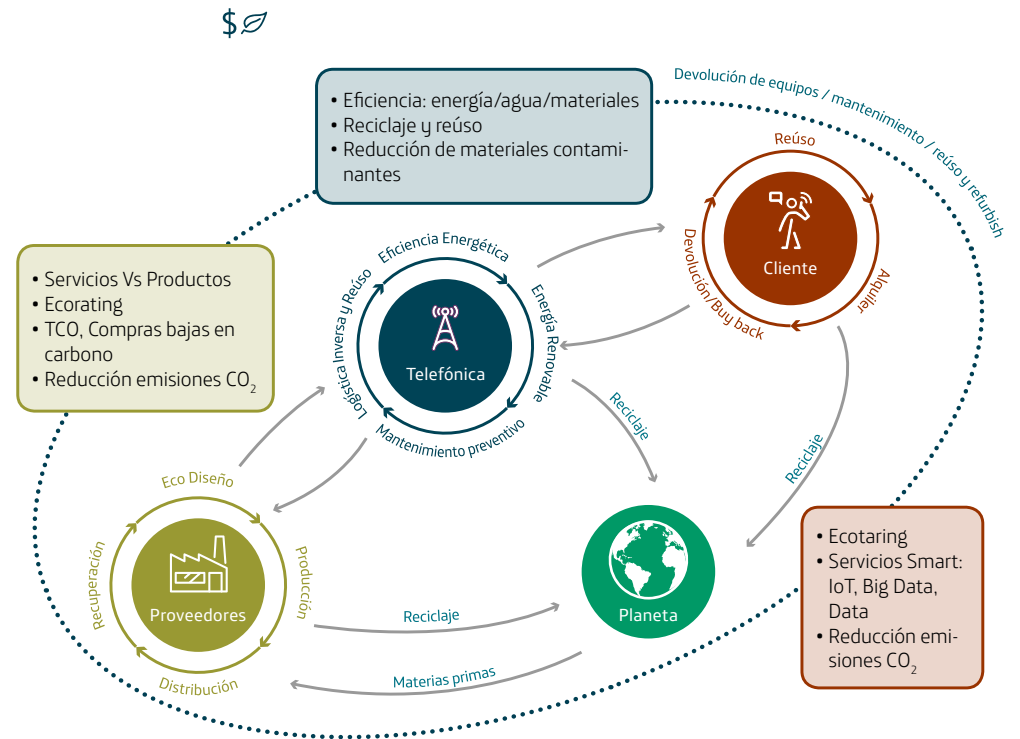 $
• Eficiencia: energía/agua/materiales
• Reciclaje y reúso
• Reducción de materiales contami-
nantes
Devolución de equipos / mantenimiento / reúso y refurbish
Reúso
Alquiler
Devolución/Buy back
Cliente
• Servicios Vs Productos
• Ecorating
• TCO, Compras bajas en
carbono
• Reducción emisiones CO₂
Eficiencia Energética
Energía Renovable
Mantenimiento preventivo
Logística Inversa y Reúso
Telefónica
Reciclaje
Reciclaje
Eco Diseño
Producción
Distribución
Recuperación
Proveedores
Reciclaje
Materias primas
Planeta
• Ecotaring
• Servicios Smart:
IoT, Big Data,
Data
• Reducción emi-
siones CO₂